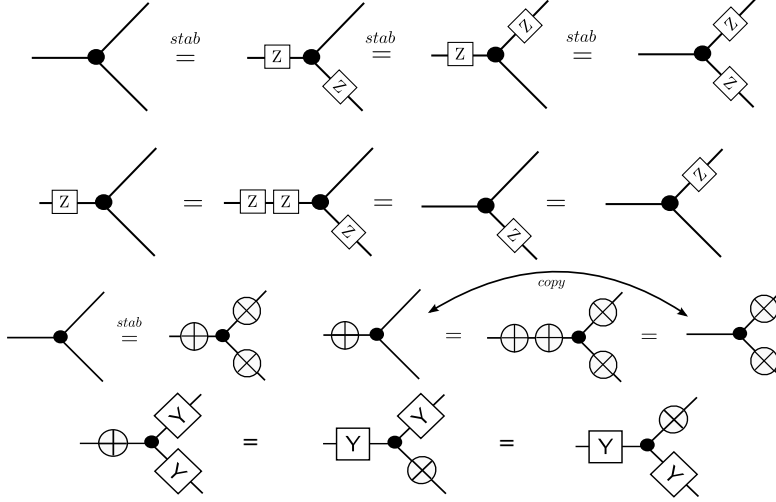 stab = Z Z stab = Z Z stab = Z Z
Z = Z Z Z = Z = Z
stab = copy = =
Y Y = Y Y = Y Y